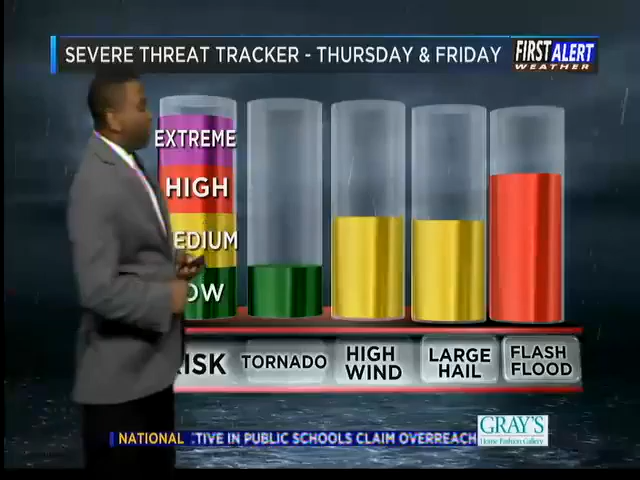 SEVERE THREAT TRACKER - THURSDAY & FRIDAY
FIRST ALERT
WEATHER
EXTREME
HIGH
EDIUM
OW
RISK
TORNADO
HIGH
WIND
LARGE
HAIL
FLASH
FLOOD
NATIONAL TIVE IN PUBLIC SCHOOLS CLAIM OVERREACH
GRAY'S
Home Fashion Gallery